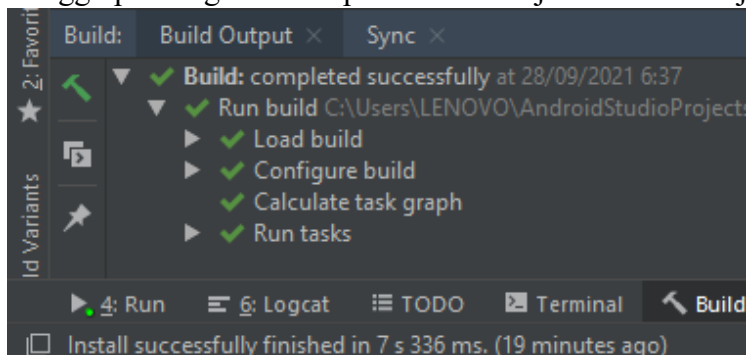 Build: Build Output × Sync ×
Build: completed successfully at 28/09/2021 6:37
Run build C:\Users\LENOVO\AndroidStudioProjects
Load build
Configure build
Calculate task graph
Run tasks
2: Favorit
ld Variants
4: Run 6: Logcat TODO Terminal Build
Install successfully finished in 7 s 336 ms. (19 minutes ago)